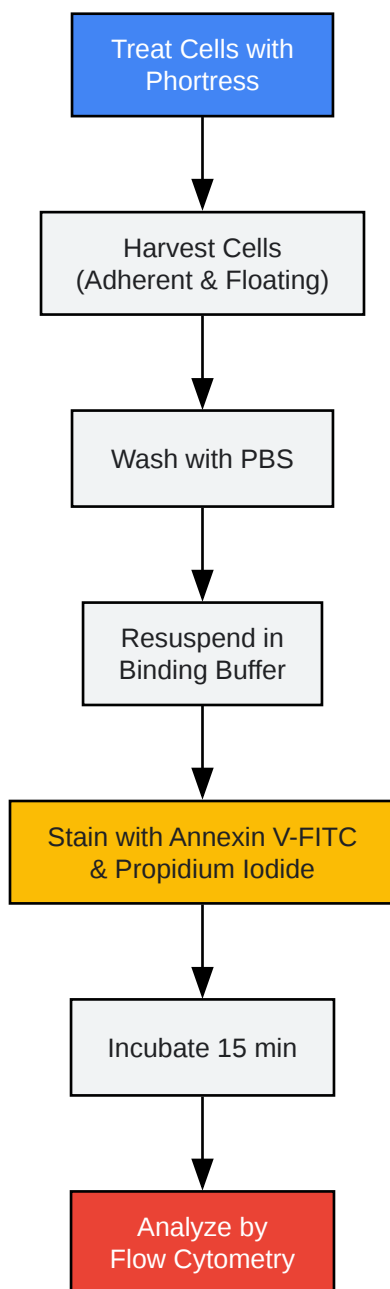 Treat Cells with
Phortress
Harvest Cells
(Adherent & Floating)
Wash with PBS
Resuspend in
Binding Buffer
Stain with Annexin V-FITC
& Propidium Iodide
Incubate 15 min
Analyze by
Flow Cytometry